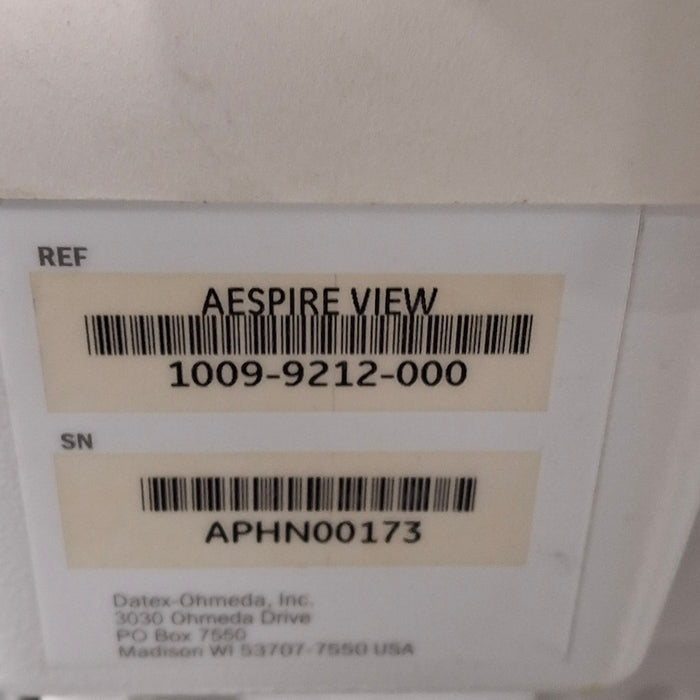 REF
AESPIRE VIEW
1009-9212-000
SN
APHN00173
Datex-Ohmeda, Inc.
3030 Ohmeda Drive
PO Box 7550
Madison WI 53707-7550 USA